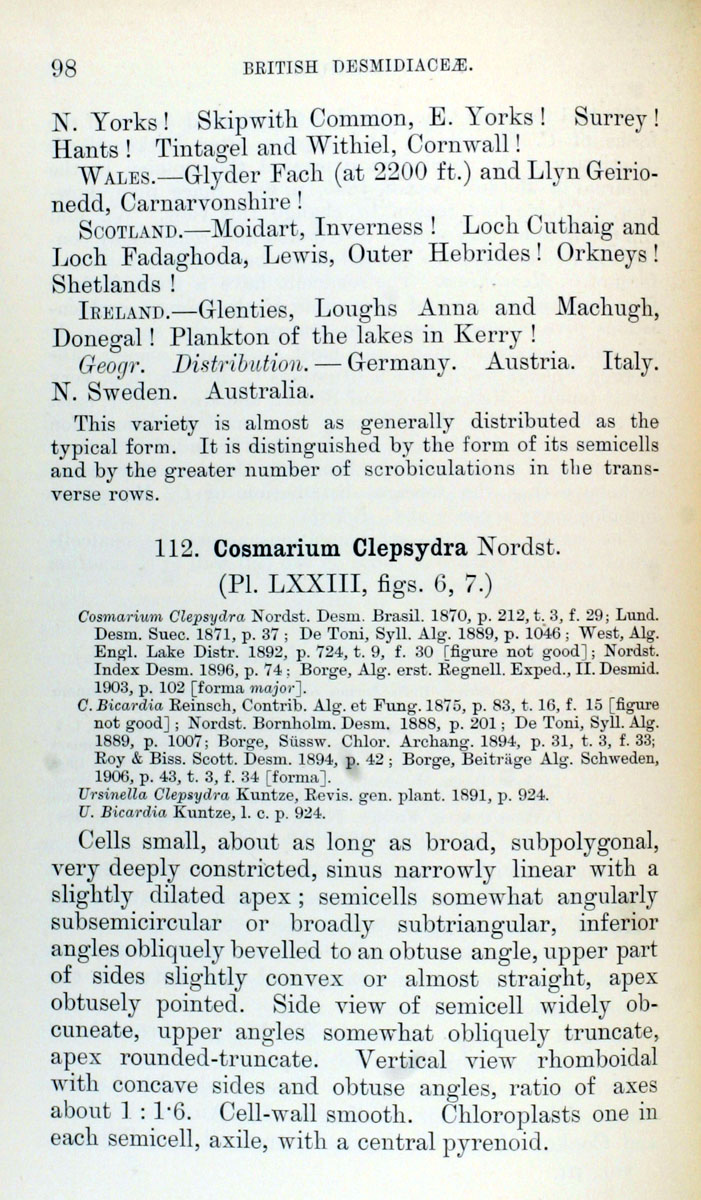 98
BRITISH DESMIDIACEÆ.
N. Yorks! Skipwith Common, E. Yorks! Surrey!
Hants! Tintagel and Withiel, Cornwall!
WALES.—Glyder Fach (at 2200 ft.) and Llyn Geirio-
nedd, Carnarvonshire!
SCOTLAND.—Moidart, Inverness! Loch Cuthaig and
Loch Fadaghoda, Lewis, Outer Hebrides! Orkneys!
Shetlands!
IRELAND.—Glenties, Loughs Anna and Machugh,
Donegal! Plankton of the lakes in Kerry!
Geogr. Distribution.—Germany. Austria. Italy.
N. Sweden. Australia.
This variety is almost as generally distributed as the
typical form. It is distinguished by the form of its semicells
and by the greater number of scrobiculations in the trans-
verse rows.
112. Cosmarium Clepsydra Nordst.
(Pl. LXXIII, figs. 6, 7.)
Cosmarium Clepsydra Nordst. Desm. Brasil. 1870, p. 212, t. 3, f. 29; Lund.
Desm. Suec. 1871, p. 37; De Toni, Syll. Alg. 1889, p. 1046; West, Alg.
Engl. Lake Distr. 1892, p. 724, t. 9, f. 30 [figure not good]; Nordst.
Index Desm. 1896, p. 74; Borge, Alg. erst. Regnell. Exped., II. Desmid.
1903, p. 102 [forma major].
C. Bicardia Reinsch, Contrib. Alg. et Fung. 1875, p. 83, t. 16, f. 15 [figure
not good]; Nordst. Bornholm. Desm. 1888, p. 201; De Toni, Syll. Alg.
1889, p. 1007; Borge, Süssw. Chlor. Archang. 1894, p. 31, t. 3, f. 33;
Roy & Biss. Scott. Desm. 1894, p. 42; Borge, Beiträge Alg. Schweden,
1906, p. 43, t. 3, f. 34 [forma].
Ursinella Clepsydra Kuntze, Revis. gen. plant. 1891, p. 924.
U. Bicardia Kuntze, l. c. p. 924.
Cells small, about as long as broad, subpolygonal,
very deeply constricted, sinus narrowly linear with a
slightly dilated apex; semicells somewhat angularly
subsemicircular or broadly subtriangular, inferior
angles obliquely bevelled to an obtuse angle, upper part
of sides slightly convex or almost straight, apex
obtusely pointed. Side view of semicell widely ob-
cuneate, upper angles somewhat obliquely truncate,
apex rounded-truncate. Vertical view rhomboidal
with concave sides and obtuse angles, ratio of axes
about 1 : 1·6. Cell-wall smooth. Chloroplasts one in
each semicell, axile, with a central pyrenoid.